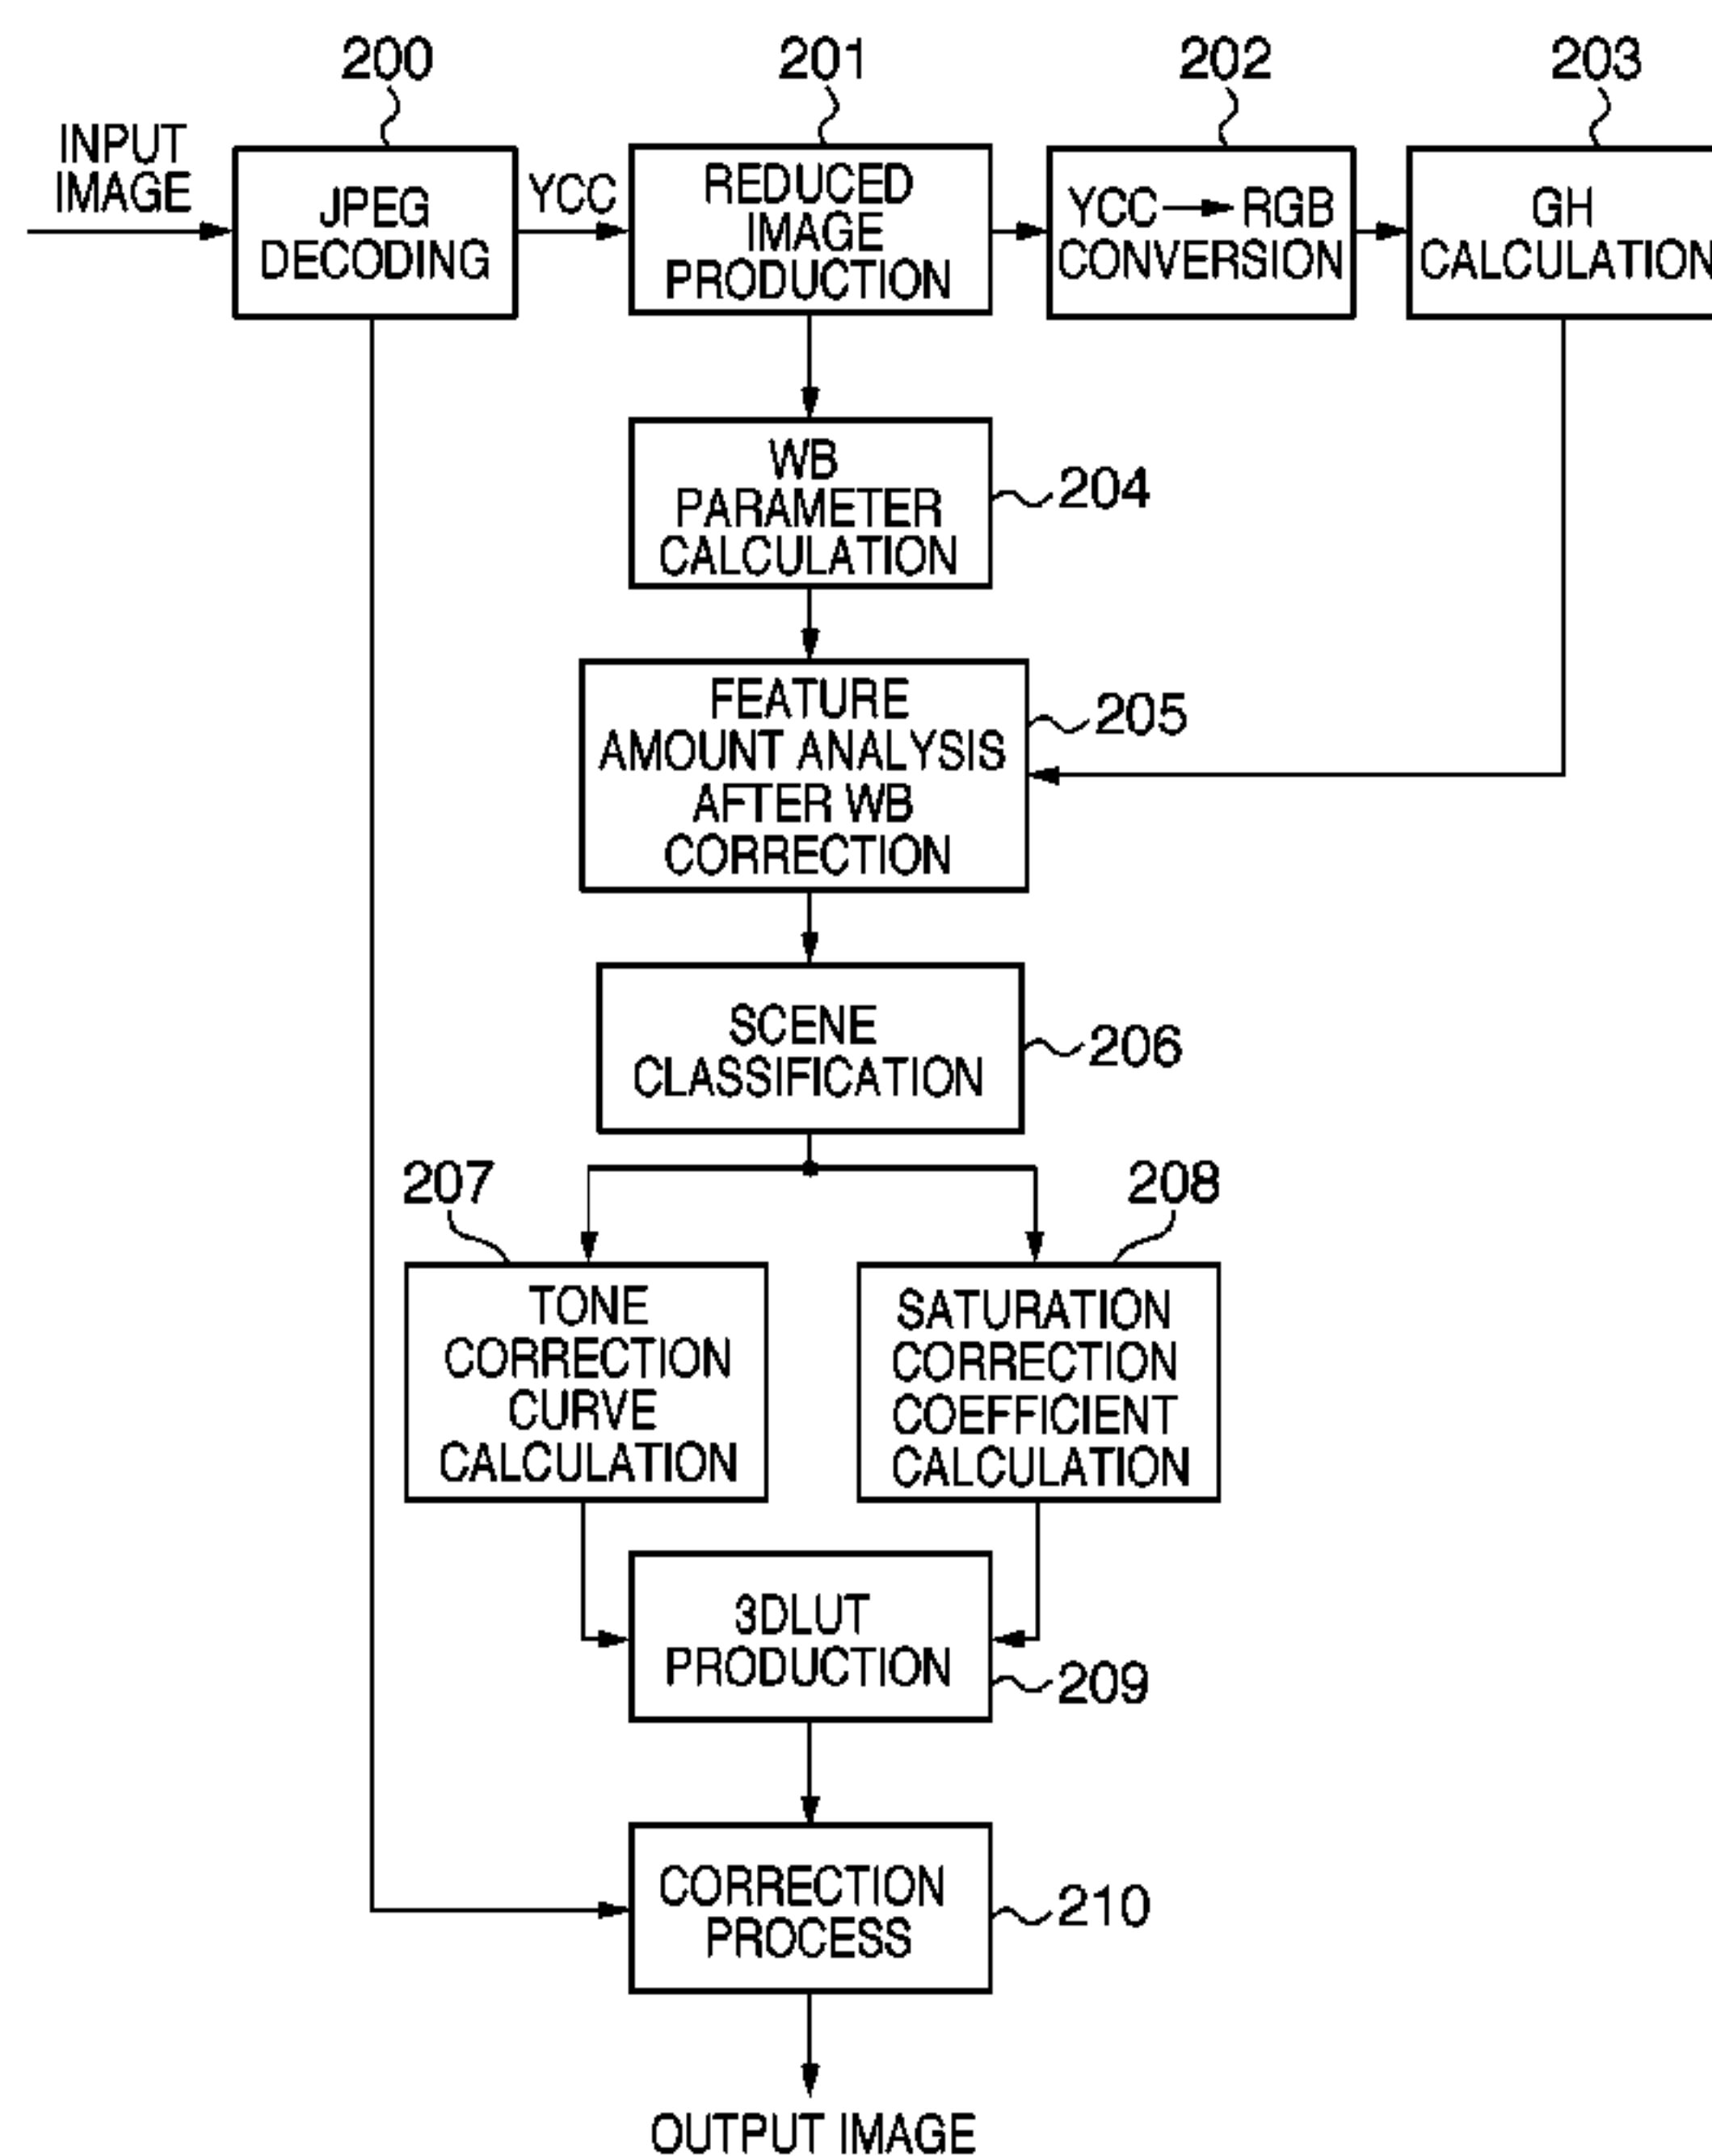 200
201
202
203
INPUT
IMAGE
JPEG
DECODING
YCC
REDUCED
IMAGE
PRODUCTION
YCC → RGB
CONVERSION
GH
CALCULATION
WB
PARAMETER
CALCULATION
204
FEATURE
AMOUNT ANALYSIS
AFTER WB
CORRECTION
205
SCENE
CLASSIFICATION
206
207
208
TONE
CORRECTION
CURVE
CALCULATION
SATURATION
CORRECTION
COEFFICIENT
CALCULATION
3DLUT
PRODUCTION
209
CORRECTION
PROCESS
210
OUTPUT IMAGE